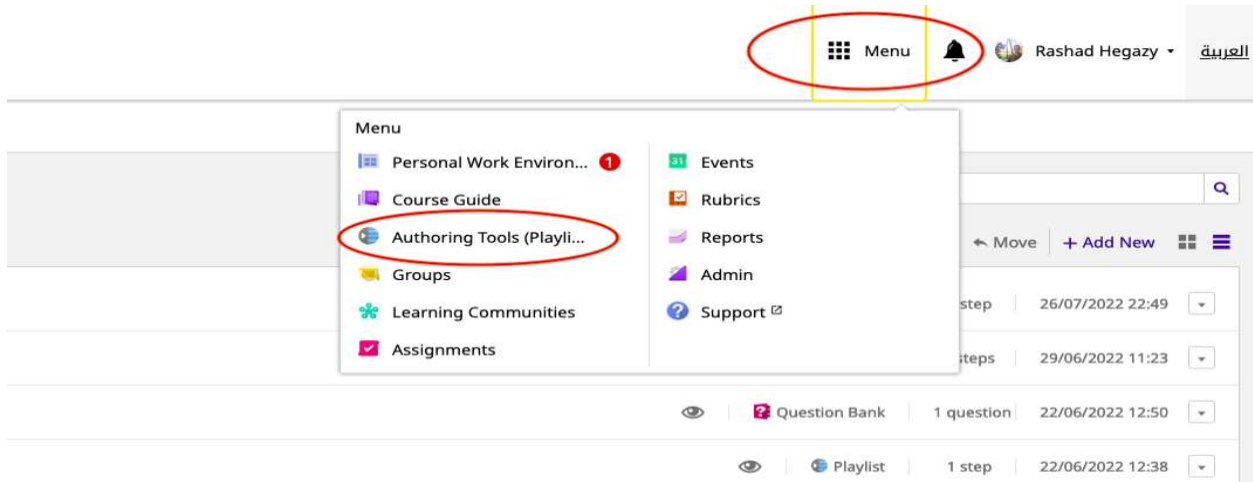 Menu
Rashad Hegazy
العربية
Menu
Personal Work Environ... 1
Course Guide
Authoring Tools (Playli...
Groups
Learning Communities
Assignments
31 Events
Rubrics
Reports
Admin
? Support
Move + Add New
step 26/07/2022 22:49
steps 29/06/2022 11:23
Question Bank 1 question 22/06/2022 12:50
Playlist 1 step 22/06/2022 12:38